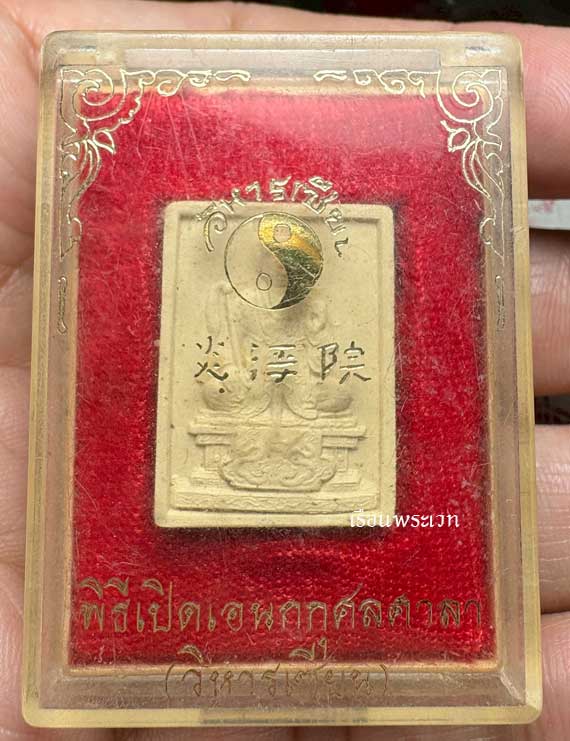 วิหารเซียน
淨院
เรือนพระเวท
พิธีเปิดเอนกกุศลศาลา
(วิหารเซียน)